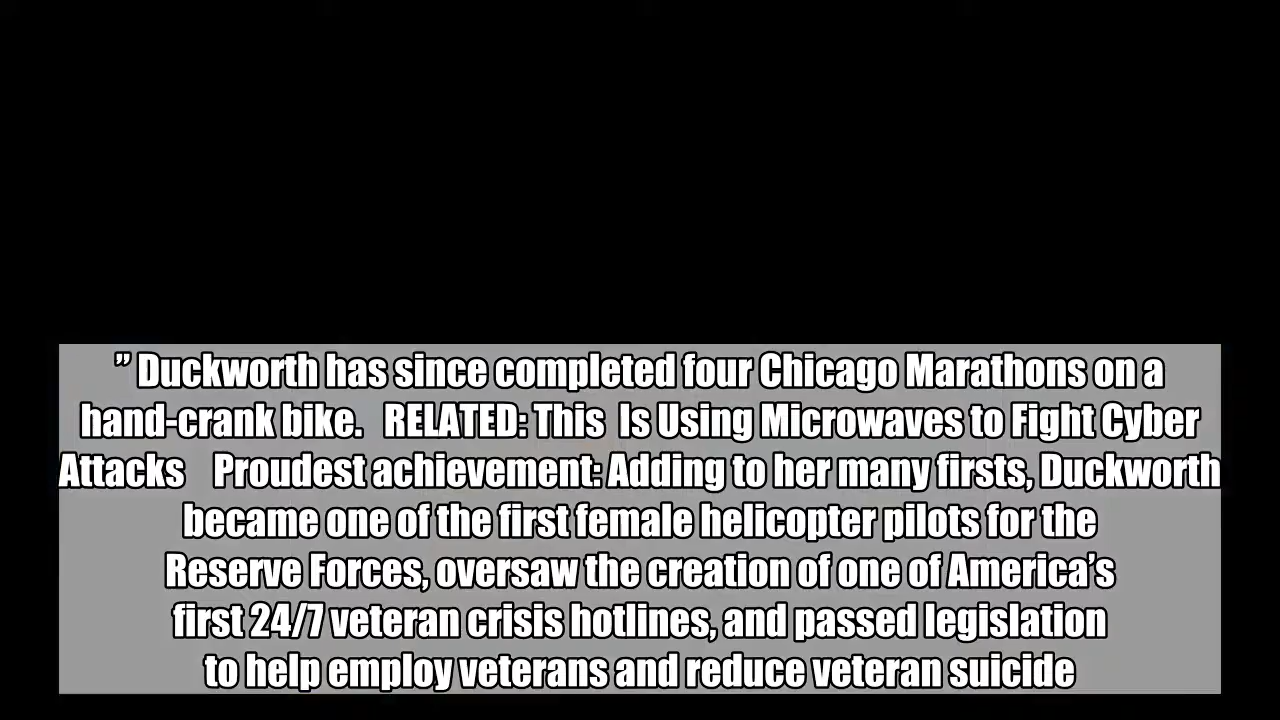 ” Duckworth has since completed four Chicago Marathons on a
hand-crank bike.   RELATED: This  Is Using Microwaves to Fight Cyber
Attacks    Proudest achievement: Adding to her many firsts, Duckworth
became one of the first female helicopter pilots for the
Reserve Forces, oversaw the creation of one of America’s
first 24/7 veteran crisis hotlines, and passed legislation
to help employ veterans and reduce veteran suicide